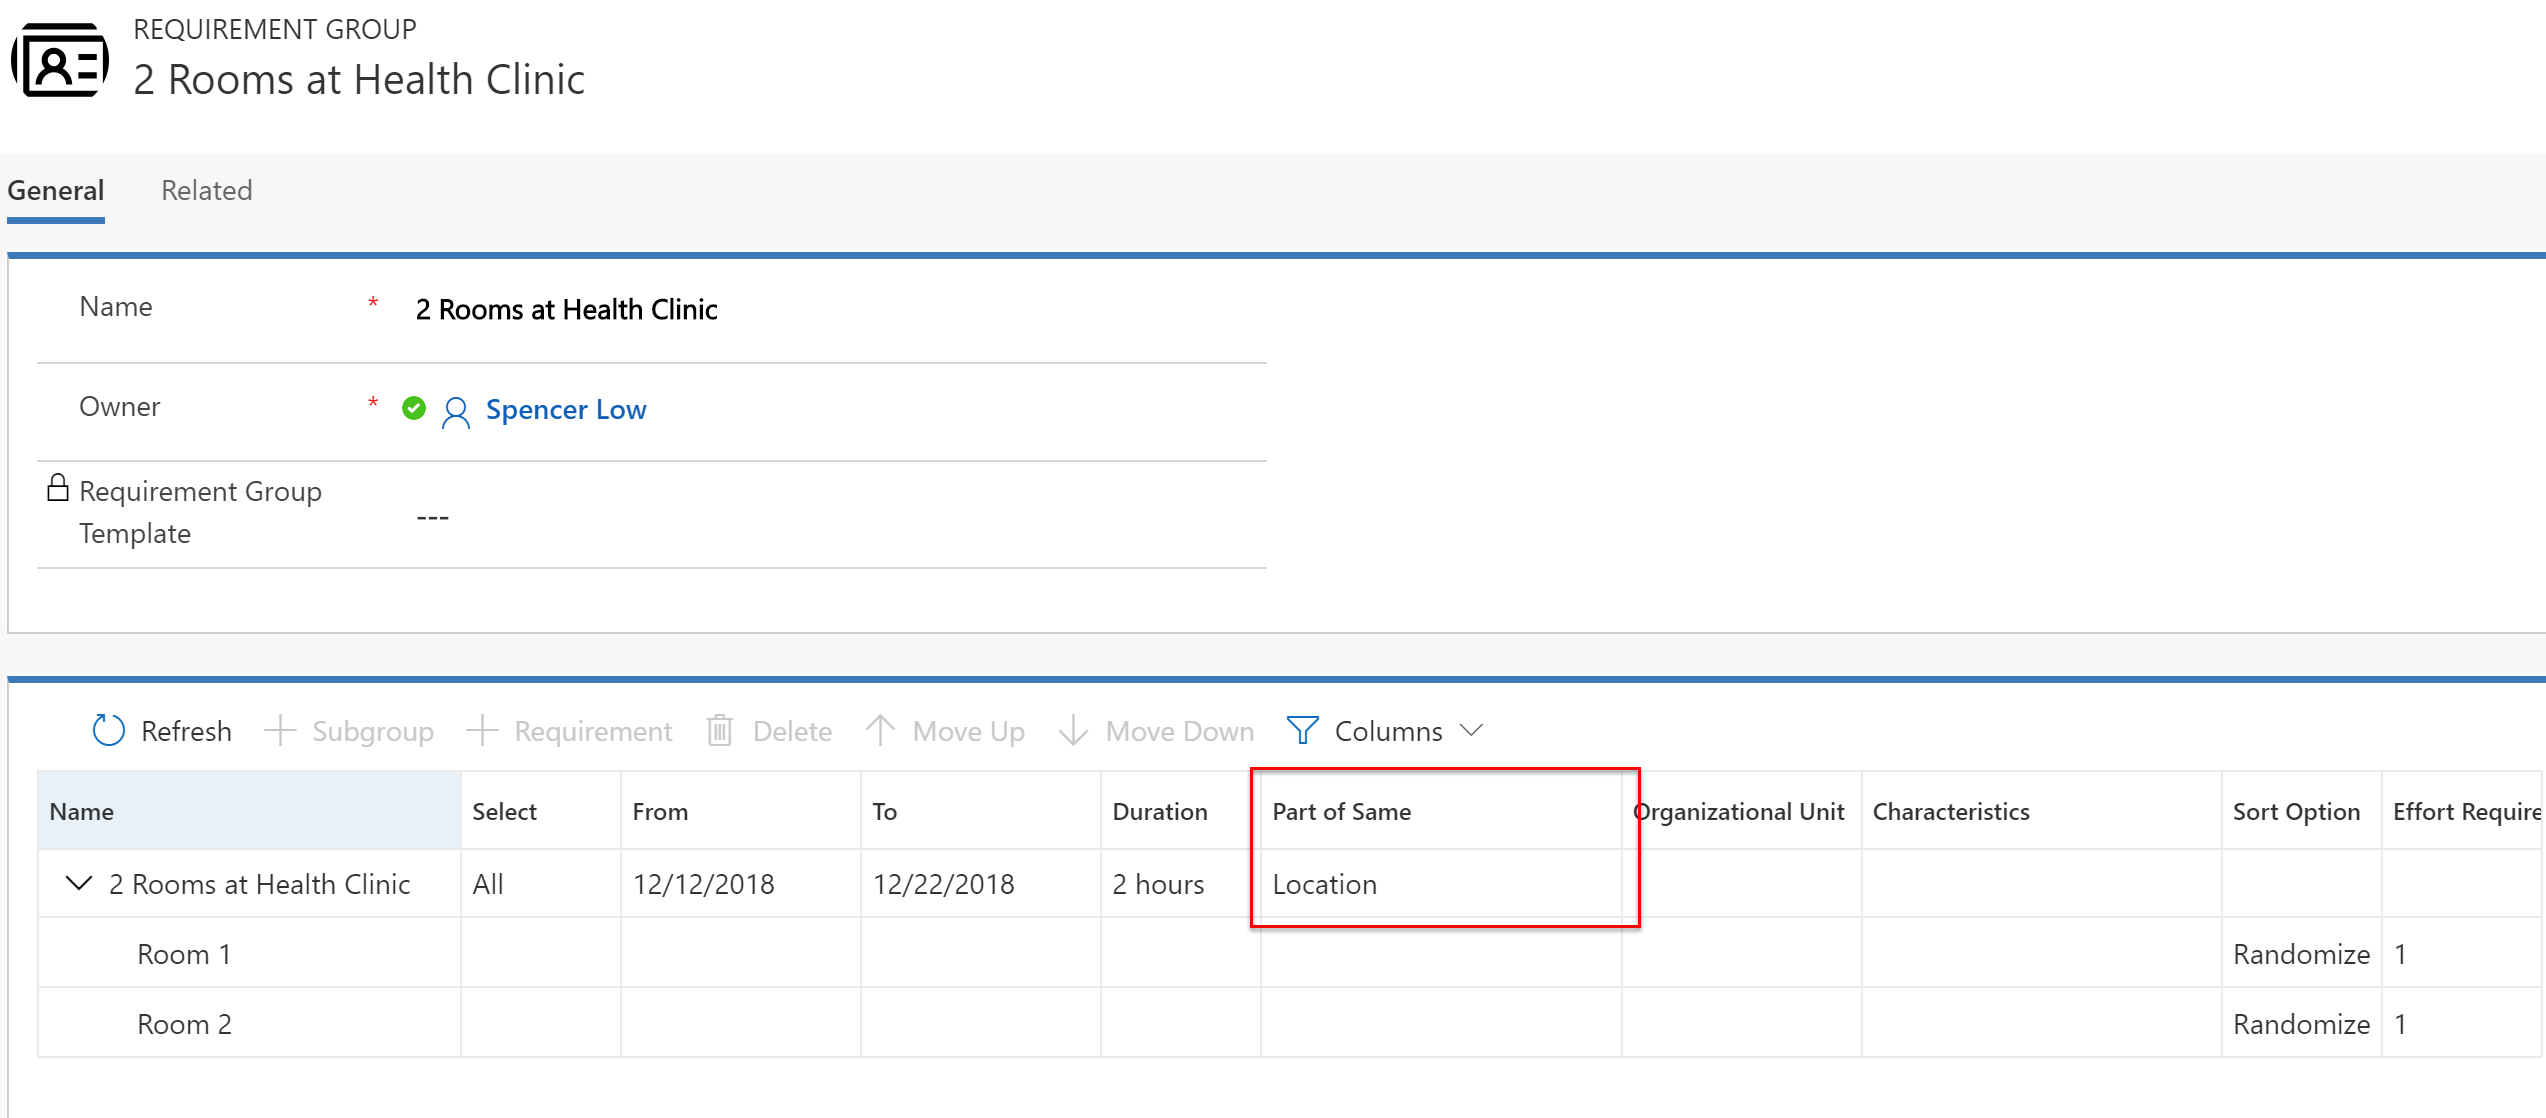 REQUIREMENT GROUP
2 Rooms at Health Clinic
General Related
Name * 2 Rooms at Health Clinic
Owner * Spencer Low
Requirement Group
Template
---
Refresh Subgroup Requirement Delete Move Up Move Down Columns
Name Select From To Duration Part of Same Organizational Unit Characteristics Sort Option Effort Require
2 Rooms at Health Clinic All 12/12/2018 12/22/2018 2 hours Location
Room 1 Randomize 1
Room 2 Randomize 1